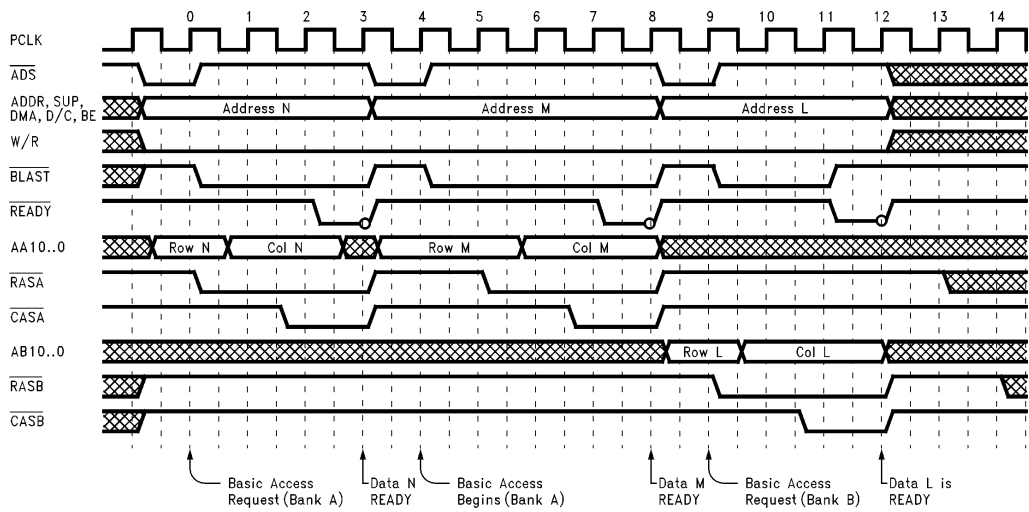 0 1 2 3 4 5 6 7 8 9 10 11 12 13 14
PCLK
ADS
ADDR, SUP,
DMA, D/C, BE
Address N Address M Address L
W/R
BLAST
READY
AA10..0 Row N Col N Row M Col M
RASA
CASA
AB10..0 Row L Col L
RASB
CASB
Basic Access
Request (Bank A)
Data N
READY
Basic Access
Begins (Bank A)
Data M
READY
Basic Access
Request (Bank B)
Data L is
READY